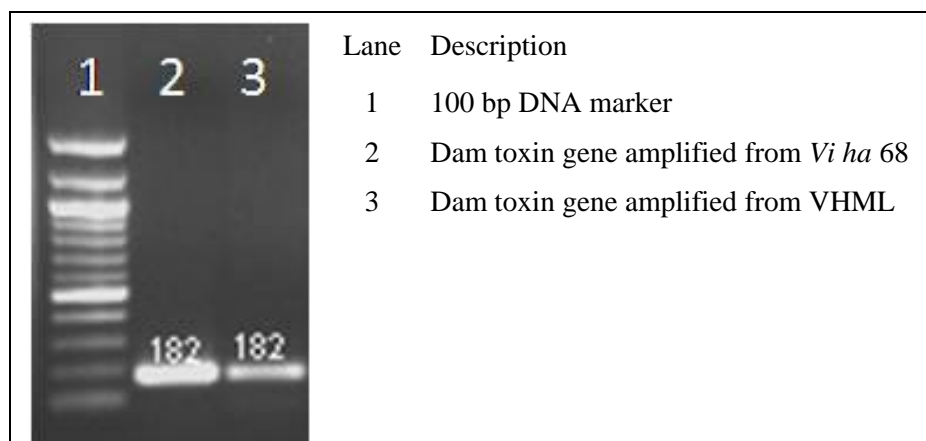 1 2 3
182 182
Lane Description
1 100 bp DNA marker
2 Dam toxin gene amplified from Vi ha 68
3 Dam toxin gene amplified from VHML